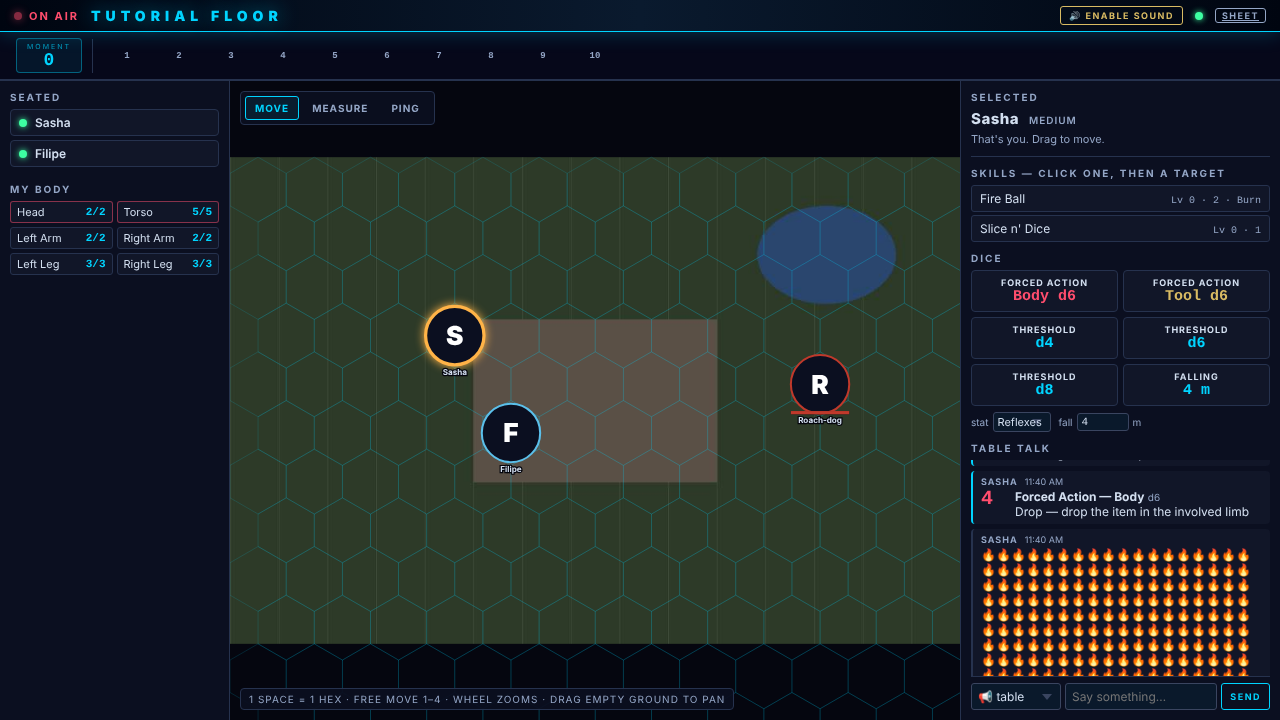 ON AIR TUTORIAL FLOOR
🔊 ENABLE SOUND
SHEET
MOMENT
0
1 2 3 4 5 6 7 8 9 10
SEATED
Sasha
Filipe
MY BODY
Head 2/2 Torso 5/5
Left Arm 2/2 Right Arm 2/2
Left Leg 3/3 Right Leg 3/3
MOVE MEASURE PING
S
Sasha
F
Filipe
R
Roach-dog
1 SPACE = 1 HEX · FREE MOVE 1–4 · WHEEL ZOOMS · DRAG EMPTY GROUND TO PAN
SELECTED
Sasha MEDIUM
That's you. Drag to move.
SKILLS — CLICK ONE, THEN A TARGET
Fire Ball Lv 0 · 2 · Burn
Slice n' Dice Lv 0 · 1
DICE
FORCED ACTION
Body d6
FORCED ACTION
Tool d6
THRESHOLD
d4
THRESHOLD
d6
THRESHOLD
d8
FALLING
4 m
stat Reflexes fall 4 m
TABLE TALK
SASHA 11:40 AM
4 Forced Action — Body d6
Drop — drop the item in the involved limb
SASHA 11:40 AM
📢 table
Say something...
SEND